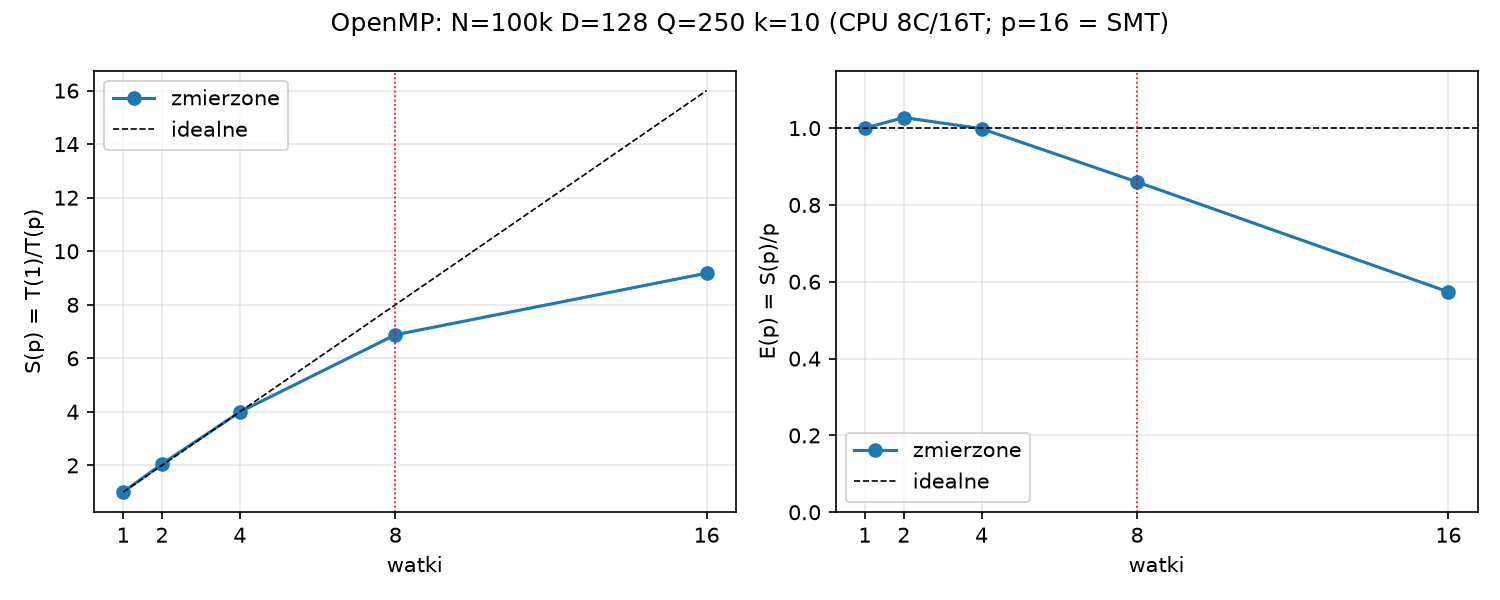 OpenMP: N=100k D=128 Q=250 k=10 (CPU 8C/16T; p=16 = SMT)
S(p) = T(1)/T(p)
16
14
12
10
8
6
4
2
zmierzone
idealne
1 2 4 8 16
watki
E(p) = S(p)/p
1.0
0.8
0.6
0.4
0.2
0.0
zmierzone
idealne
1 2 4 8 16
watki